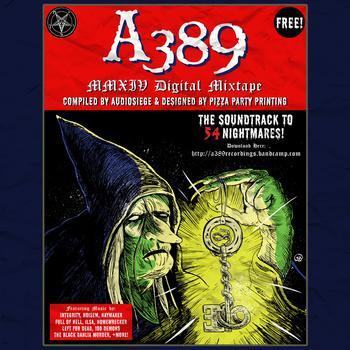 FREE!
A389
MMXIV Digital Mixtape
COMPILED BY AUDIOSIEGE & DESIGNED BY PIZZA PARTY PRINTING
THE SOUNDTRACK TO
54 NIGHTMARES!
Download Here:
http://a389recordings.bandcamp.com
Featuring Music by:
INTEGRITY, NOISEM, HAYMAKER
FULL OF HELL, ILSA, HOMEWRECKER
LEFT FOR DEAD, 100 DEMONS
THE BLACK DAHLIA MURDER, +MORE!